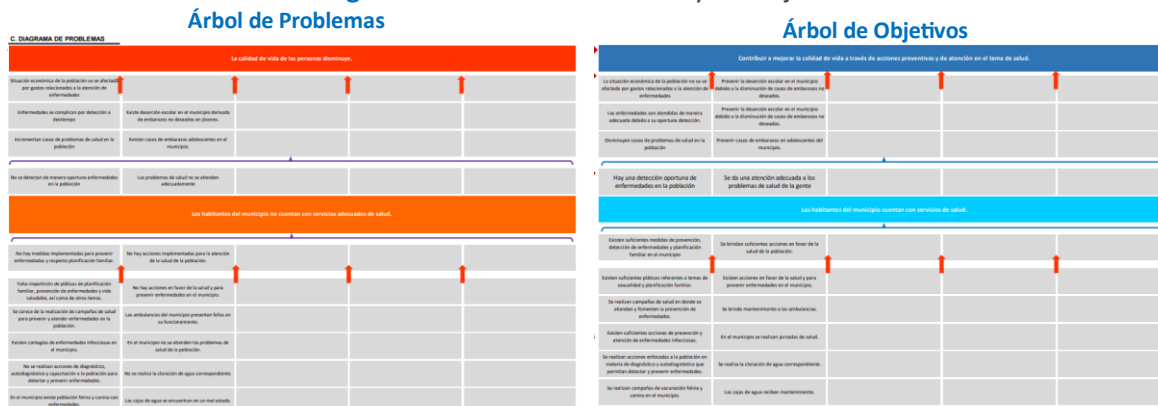 Árbol de Problemas
C. DIAGRAMA DE PROBLEMAS
La calidad de vida de las personas disminuye.
Situación económica de la población se ve afectada
por gastos relacionados a la atención de
enfermedades
Enfermedades se complican por detección a
destiempo
Existe deserción escolar en el municipio derivado
de embarazos no deseados en jóvenes.
Incrementan casos de problemas de salud en la
población
Existen casos de embarazos adolescentes en el
municipio.
No se detectan de manera oportuna enfermedades
en la población
Los problemas de salud no se atienden
adecuadamente
Los habitantes del municipio no cuentan con servicios adecuados de salud.
No hay medidas implementadas para prevenir
enfermedades y respecto planificación familiar.
No hay acciones implementadas para la atención
de la salud de la población.
Falta impartición de pláticas de planificación
familiar, prevención de enfermedades y vida
saludable, así como de otros temas.
No hay acciones en favor de la salud y para
prevenir enfermedades en el municipio.
Se carece de la realización de campañas de salud
para prevenir y atender enfermedades en la
población.
Las ambulancias del municipio presentan fallas en
su funcionamiento.
Existen contagios de enfermedades infecciosas en
el municipio.
En el municipio no se atienden los problemas de
salud de la población.
No se realizan acciones de diagnóstico,
autodiagnóstico y capacitación a la población para
detectar y prevenir enfermedades.
No se realiza la cloración de agua correspondiente.
En el municipio existe población felina y canina con
enfermedades.
Las cajas de agua se encuentran en un mal estado.
Árbol de Objetivos
Contribuir a mejorar la calidad de vida a través de acciones preventivas y de atención en el tema de salud.
La situación económica de la población no se ve
afectada por gastos relacionados a la atención de
enfermedades
Prevenir la deserción escolar en el municipio
debido a la disminución de casos de embarazos no
deseados.
Las enfermedades son atendidas de manera
adecuada debido a su oportuna detección.
Prevenir la deserción escolar en el municipio
debido a la disminución de casos de embarazos no
deseados.
Disminuyen casos de problemas de salud en la
población
Prevenir casos de embarazos en adolescentes del
municipio.
Hay una detección oportuna de
enfermedades en la población
Se da una atención adecuada a los
problemas de salud de la gente
Los habitantes del municipio cuentan con servicios de salud.
Existen suficientes medidas de prevención,
detección de enfermedades y planificación
familiar en el municipio
Se brindan suficientes acciones en favor de la
salud de la población.
Existen suficientes pláticas referentes a temas de
sexualidad y planificación familiar.
Existen acciones en favor de la salud y para
prevenir enfermedades en el municipio.
Se realizan campañas de salud en donde se
atiendan y fomenten la prevención de
enfermedades.
Se brinda mantenimiento a las ambulancias.
Existen suficientes acciones de prevención y
atención de enfermedades infecciosas.
En el municipio se realizan jornadas de salud.
Se realizan acciones enfocadas a la población en
materia de diagnóstico y autodiagnóstico que
permitan detectar y prevenir enfermedades.
Se realiza la cloración de agua correspondiente.
Se realizan campañas de vacunación felina y
canina en el municipio.
Las cajas de agua reciben mantenimiento.